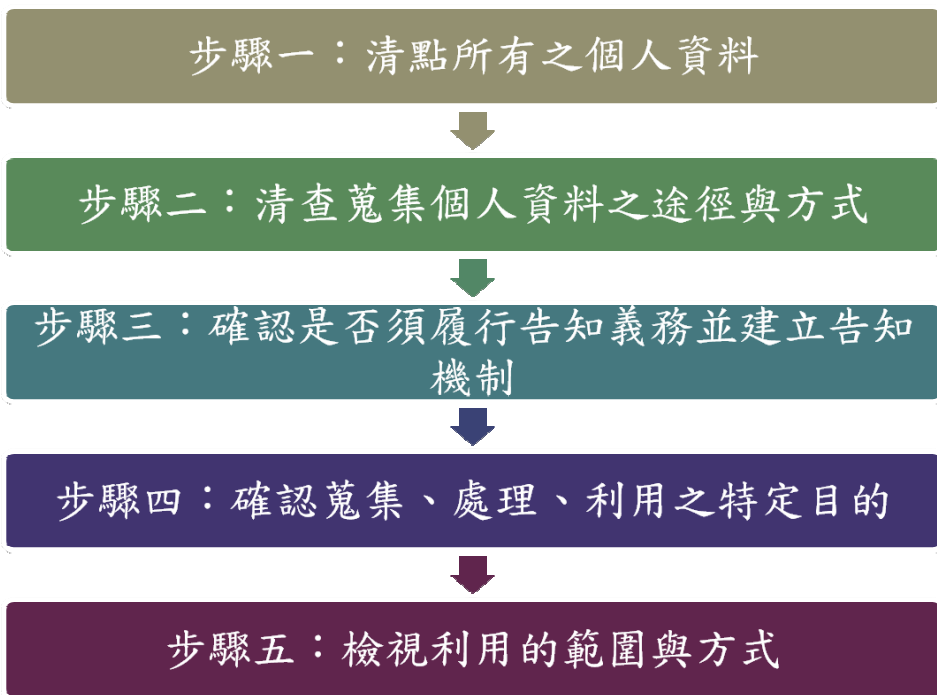 步驟一：清點所有之個人資料
步驟二：清查蒐集個人資料之途徑與方式
步驟三：確認是否須履行告知義務並建立告知
機制
步驟四：確認蒐集、處理、利用之特定目的
步驟五：檢視利用的範圍與方式